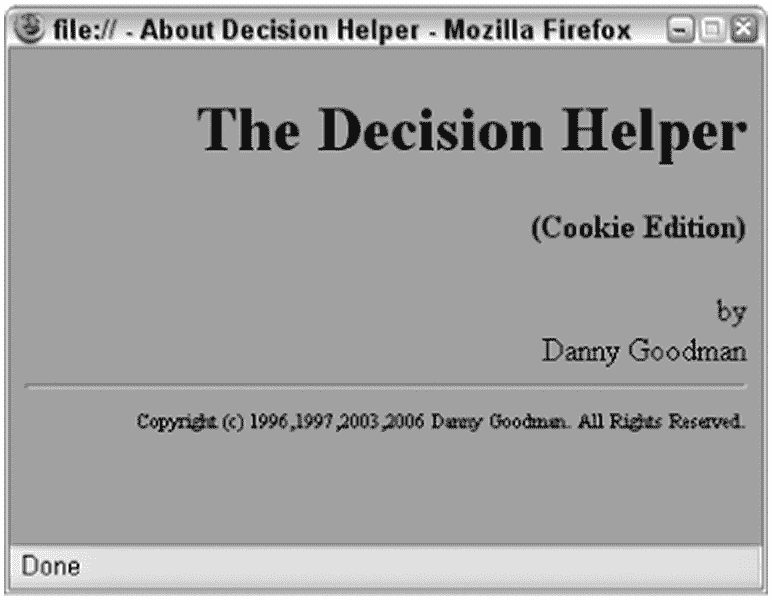 file:// - About Decision Helper - Mozilla Firefox
The Decision Helper
(Cookie Edition)
by
Danny Goodman
Copyright (c) 1996,1997,2003,2006 Danny Goodman. All Rights Reserved.
Done